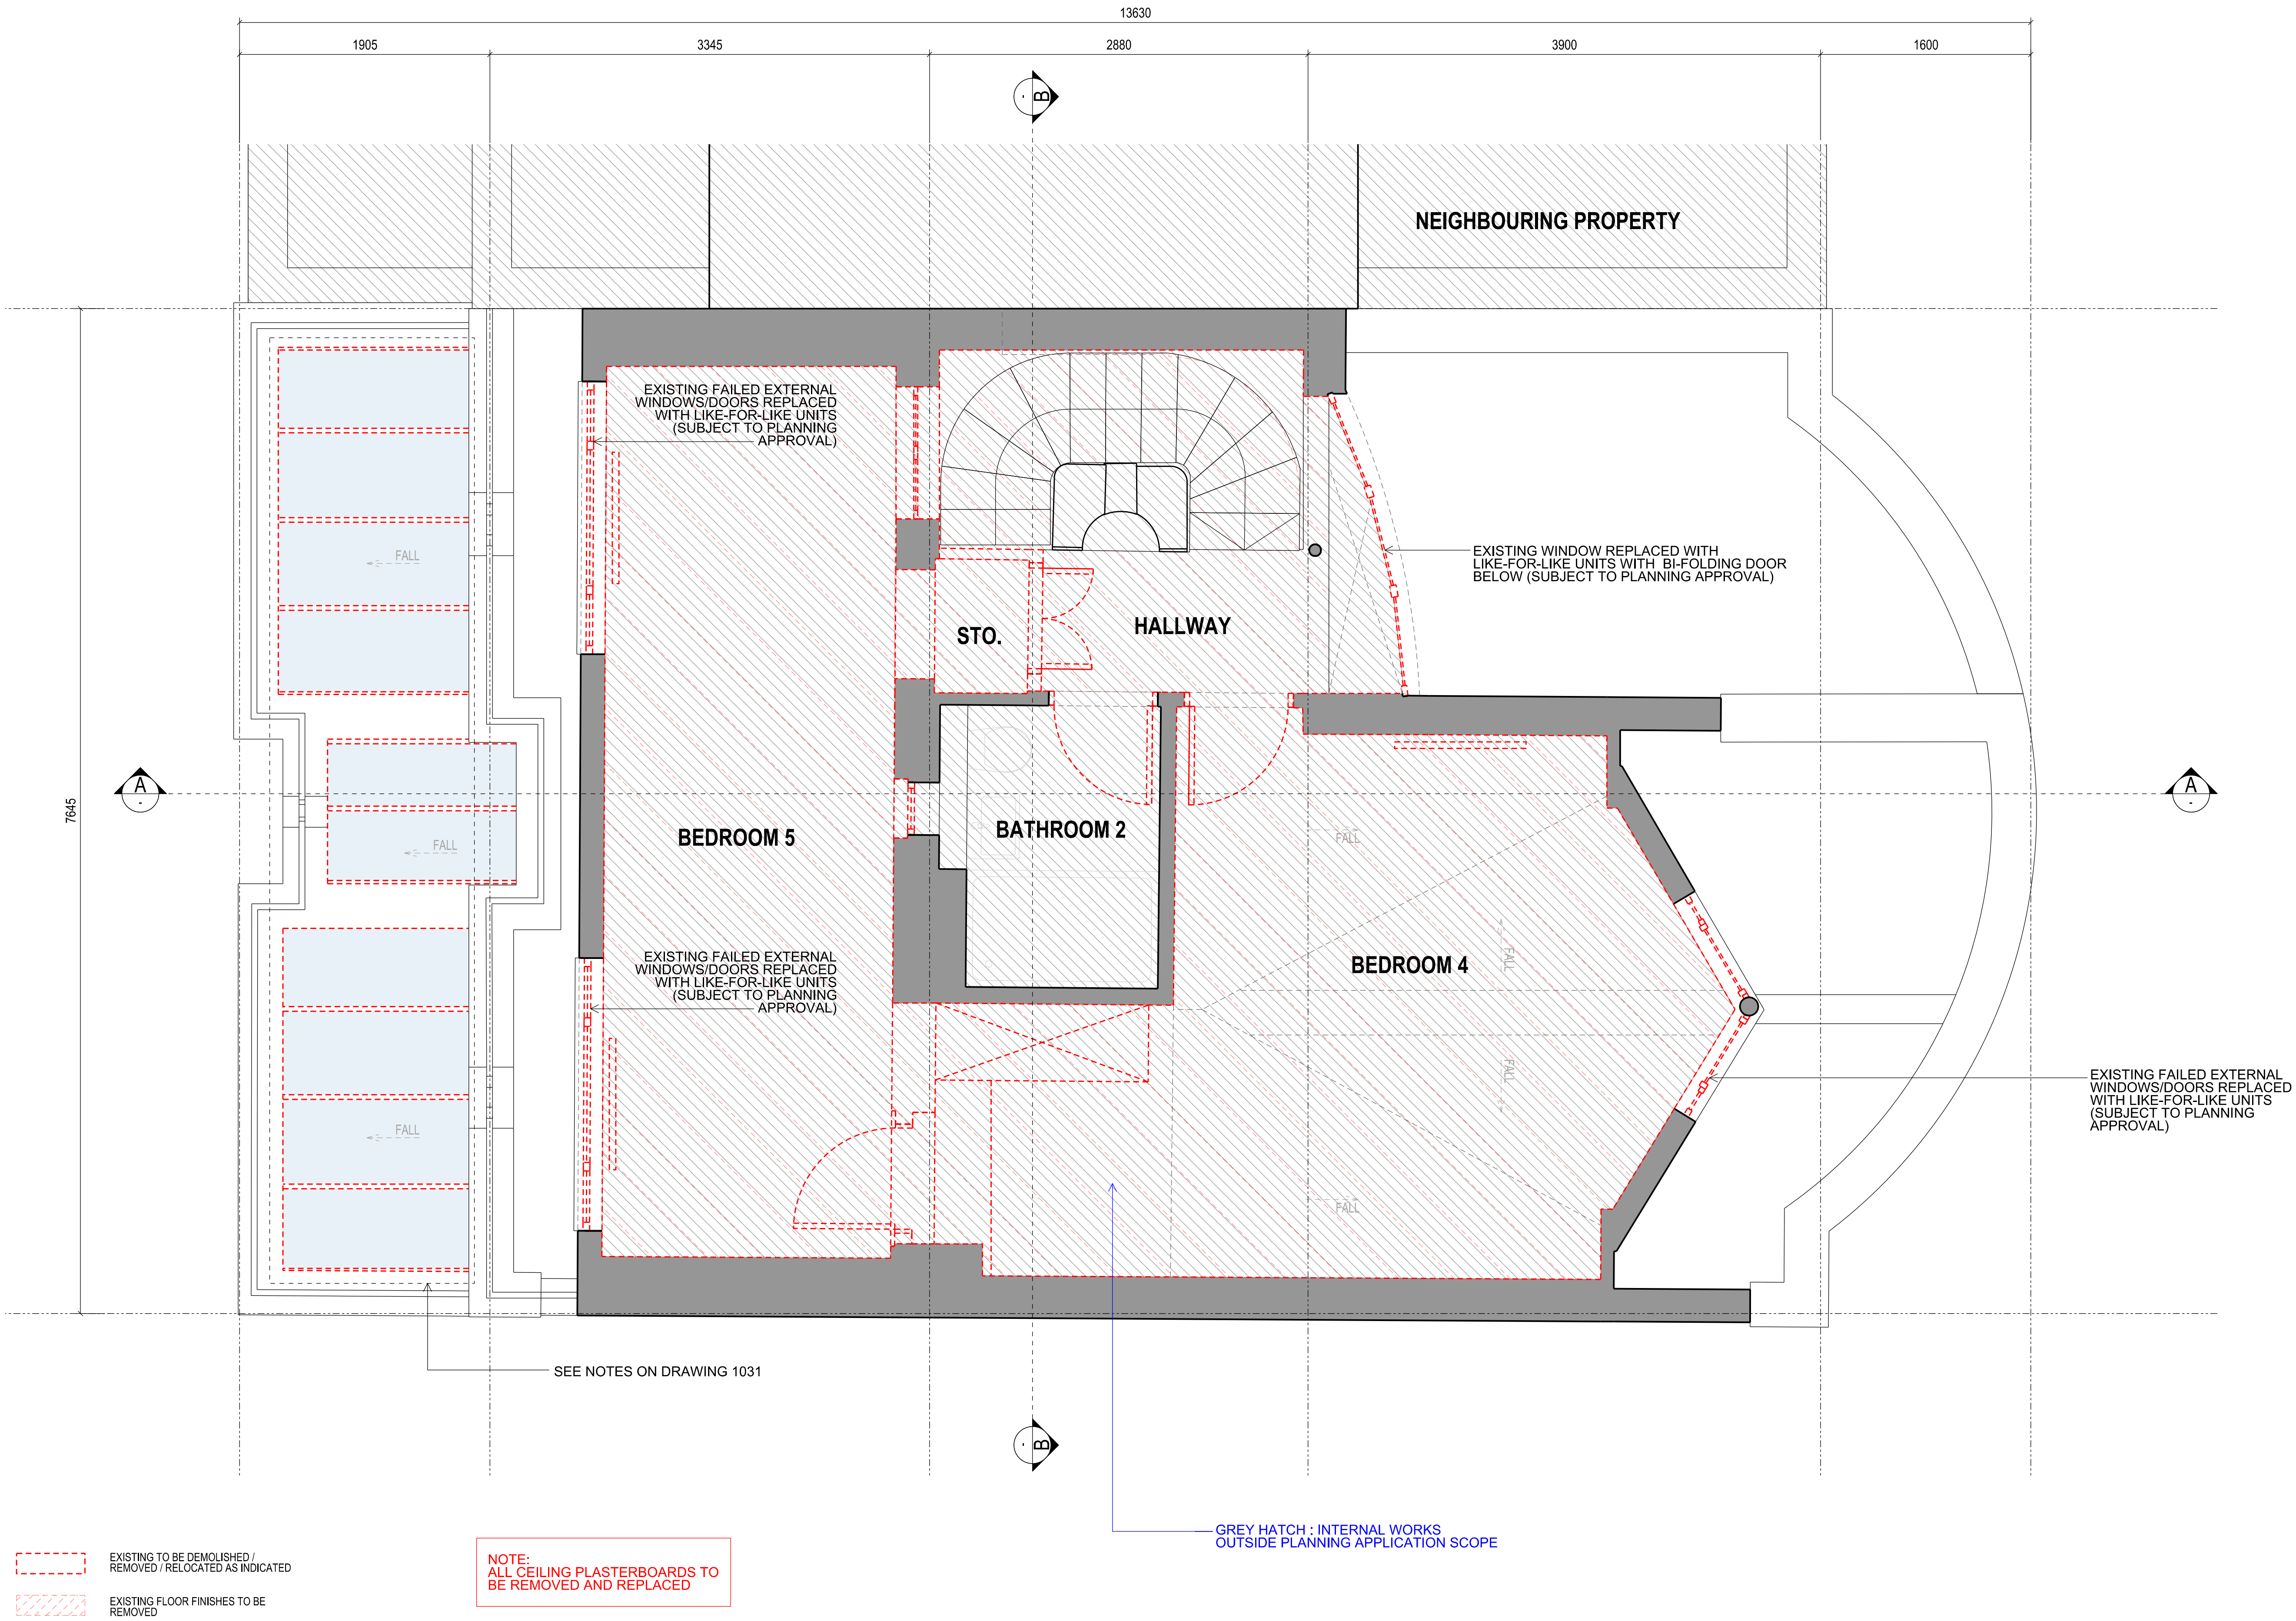 13630
1905
3345
2880
3900
1600
B
-
NEIGHBOURING PROPERTY
EXISTING FAILED EXTERNAL
WINDOWS/DOORS REPLACED
WITH LIKE-FOR-LIKE UNITS
(SUBJECT TO PLANNING
APPROVAL)
FALL
EXISTING WINDOW REPLACED WITH
LIKE-FOR-LIKE UNITS WITH BI-FOLDING DOOR
BELOW (SUBJECT TO PLANNING APPROVAL)
STO.
HALLWAY
A
-
A
-
7645
BEDROOM 5
BATHROOM 2
FALL
FALL
EXISTING FAILED EXTERNAL
WINDOWS/DOORS REPLACED
WITH LIKE-FOR-LIKE UNITS
(SUBJECT TO PLANNING
APPROVAL)
BEDROOM 4
FALL
FALL
FALL
FALL
EXISTING FAILED EXTERNAL
WINDOWS/DOORS REPLACED
WITH LIKE-FOR-LIKE UNITS
(SUBJECT TO PLANNING
APPROVAL)
SEE NOTES ON DRAWING 1031
B
-
GREY HATCH : INTERNAL WORKS
OUTSIDE PLANNING APPLICATION SCOPE
EXISTING TO BE DEMOLISHED /
REMOVED / RELOCATED AS INDICATED
EXISTING FLOOR FINISHES TO BE
REMOVED
NOTE:
ALL CEILING PLASTERBOARDS TO
BE REMOVED AND REPLACED